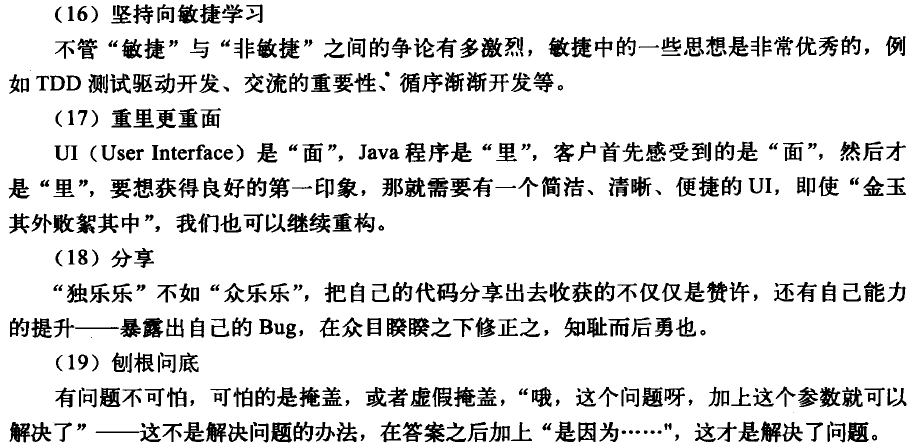 （16）坚持向敏捷学习
不管“敏捷”与“非敏捷”之间的争论有多激烈，敏捷中的一些思想是非常优秀的，例
如 TDD 测试驱动开发、交流的重要性、循序渐渐开发等。
（17）重里更重面
UI（User Interface）是“面”，Java 程序是“里”，客户首先感受到的是“面”，然后才
是“里”，要想获得良好的第一印象，那就需要有一个简洁、清晰、便捷的 UI，即使“金玉
其外败絮其中”，我们也可以继续重构。
（18）分享
“独乐乐”不如“众乐乐”，把自己的代码分享出去收获的不仅仅是赞许，还有自己能力
的提升——暴露出自己的 Bug，在众目睽睽之下修正之，知耻而后勇也。
（19）刨根问底
有问题不可怕，可怕的是掩盖，或者虚假掩盖，“哦，这个问题呀，加上这个参数就可以
解决了”——这不是解决问题的办法，在答案之后加上“是因为……"，这才是解决了问题。